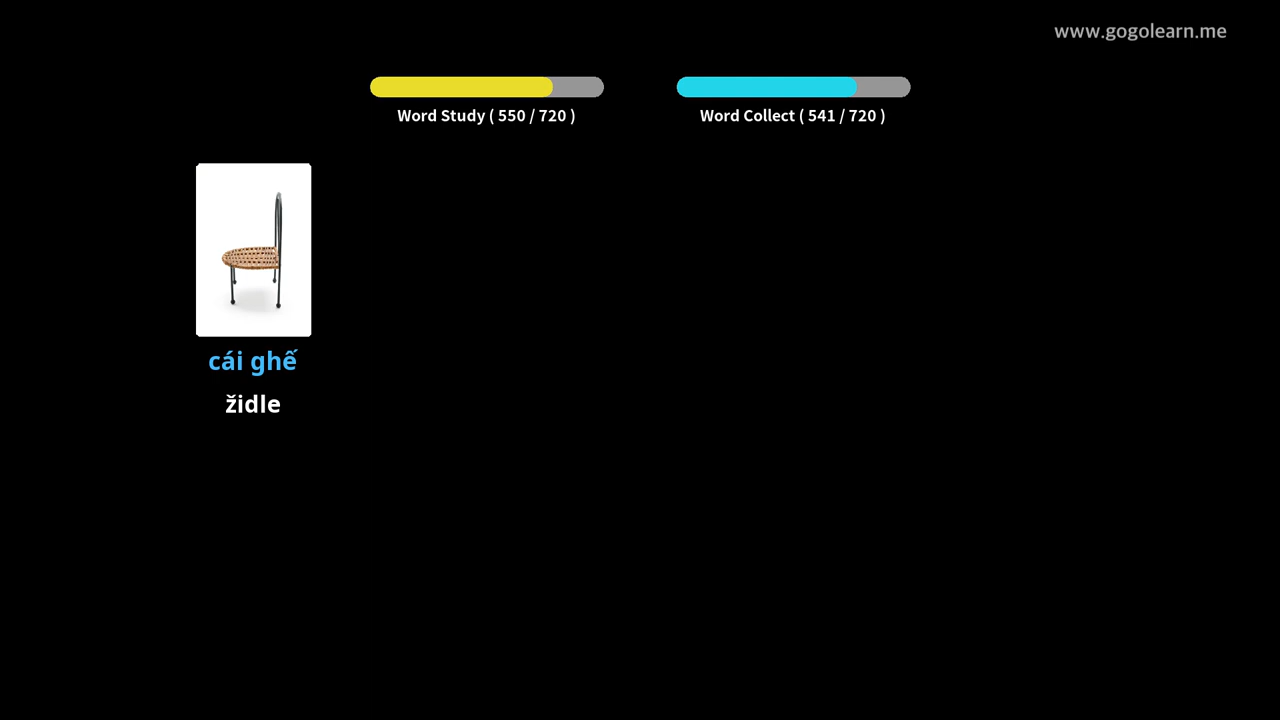 www.gogolearn.me
Word Study ( 550 / 720 )
Word Collect ( 541 / 720 )
cái ghế
židle